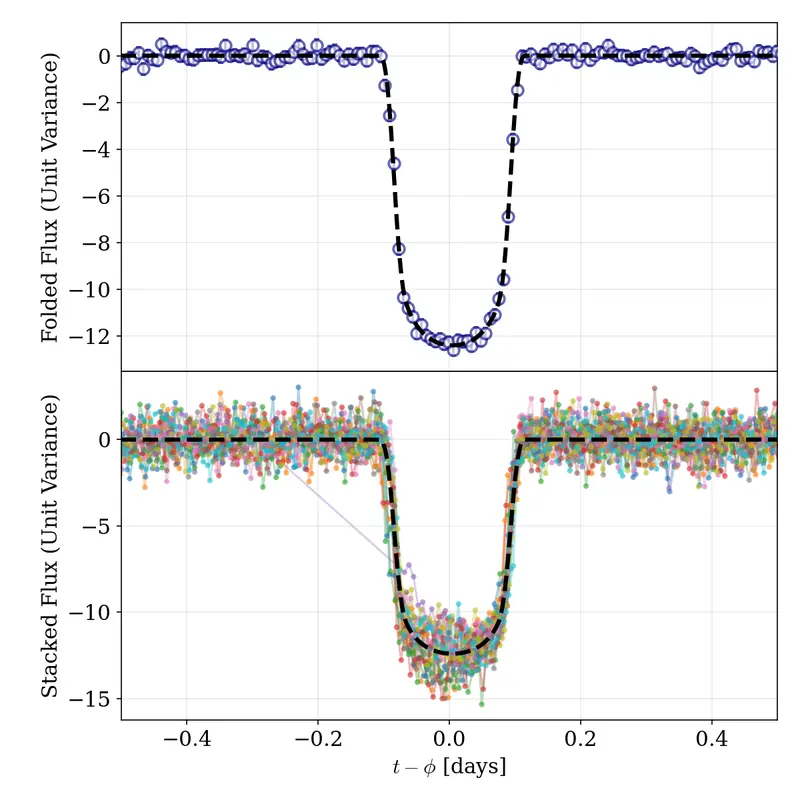 Folded Flux (Unit Variance)
0
−2
−4
−6
−8
−10
−12
Stacked Flux (Unit Variance)
0
−5
−10
−15
−0.4 −0.2 0.0 0.2 0.4
t − ϕ [days]